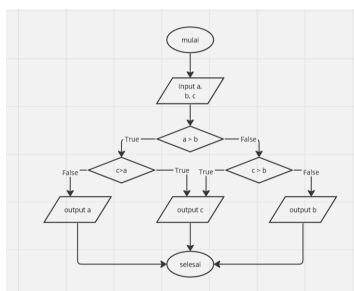 mulai
Input a,
b, c
a > b
True
False
c>a
c > b
False
True
True
False
output a
output c
output b
selesai